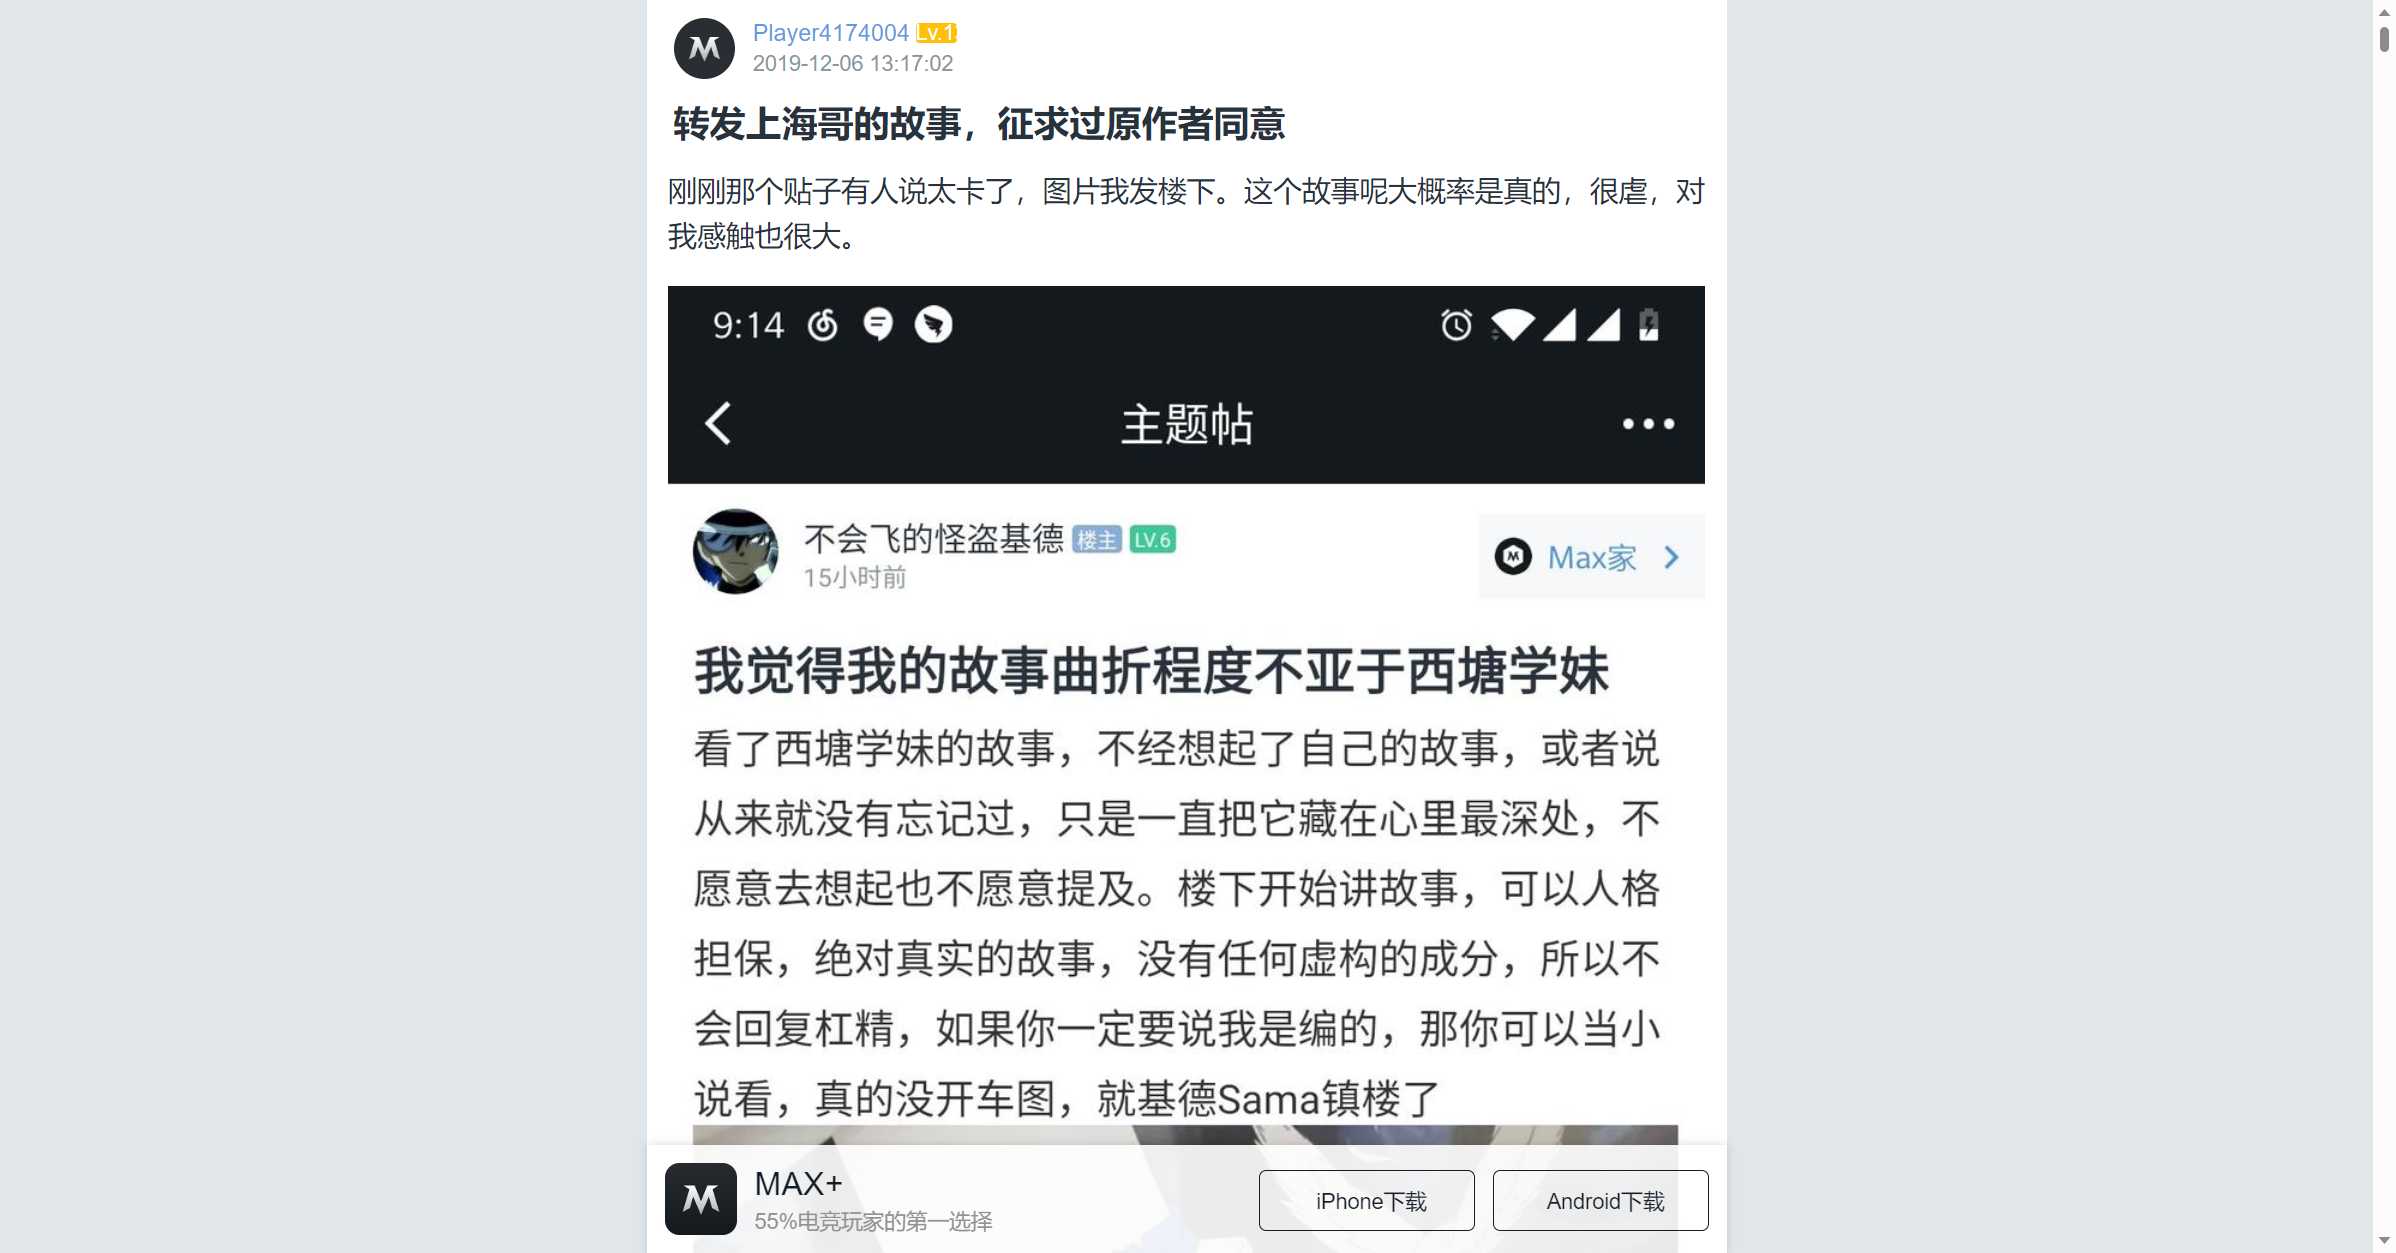 Player4174004 Lv.1
2019-12-06 13:17:02
转发上海哥的故事，征求过原作者同意
刚刚那个贴子有人说太卡了，图片我发楼下。这个故事呢大概率是真的，很虐，对
我感触也很大。
9:14
主题帖
不会飞的怪盗基德 楼主 LV.6
15小时前
Max家
我觉得我的故事曲折程度不亚于西塘学妹
看了西塘学妹的故事，不经想起了自己的故事，或者说
从来就没有忘记过，只是一直把它藏在心里最深处，不
愿意去想起也不愿意提及。楼下开始讲故事，可以人格
担保，绝对真实的故事，没有任何虚构的成分，所以不
会回复杠精，如果你一定要说我是编的，那你可以当小
说看，真的没开车图，就基德Sama镇楼了
MAX+
55%电竞玩家的第一选择
iPhone下载
Android下载